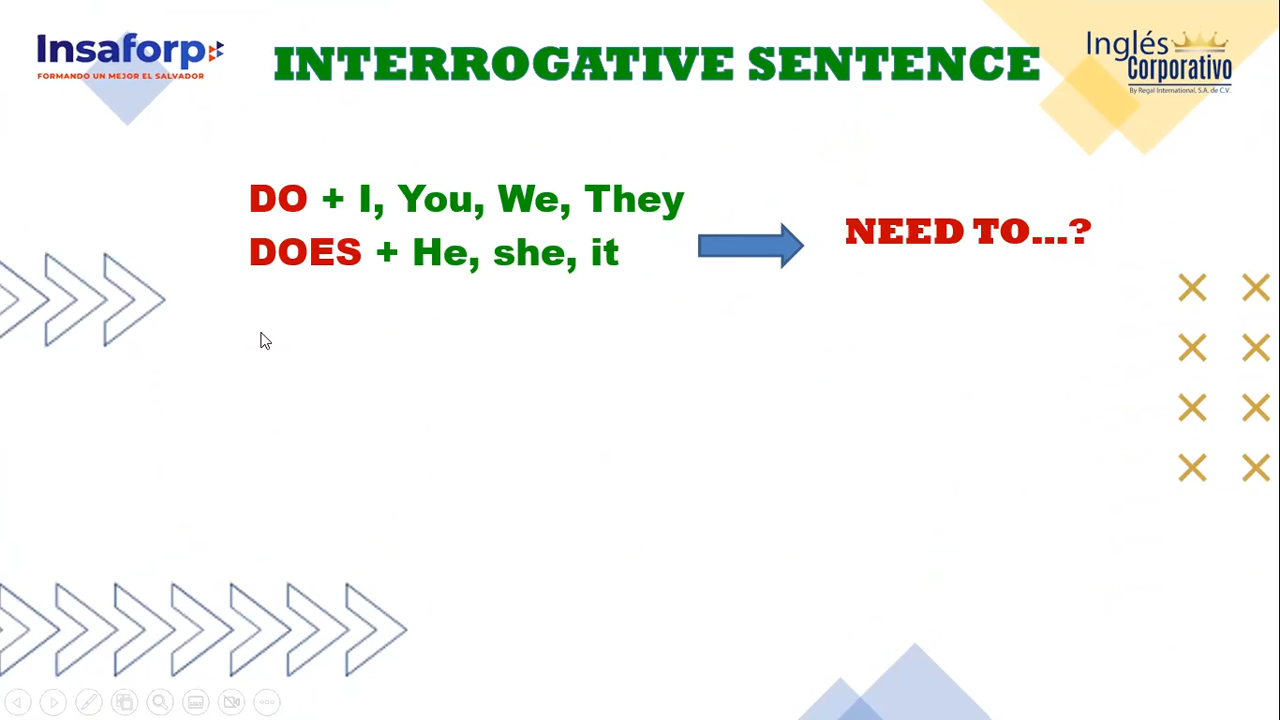 Insaforp
FORMANDO UN MEJOR EL SALVADOR
INTERROGATIVE SENTENCE
Inglés
Corporativo
By Regal International, S.A. de C.V.
DO + I, You, We, They
DOES + He, she, it
NEED TO...?